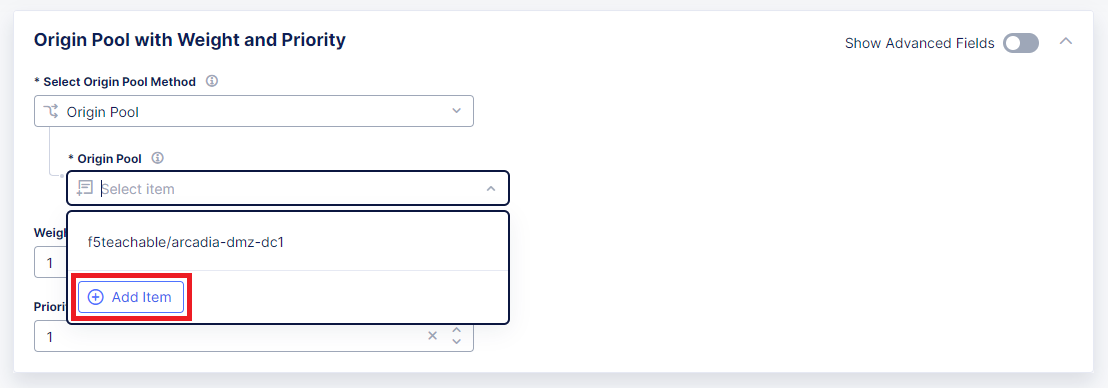 Origin Pool with Weight and Priority
Show Advanced Fields
* Select Origin Pool Method
Origin Pool
* Origin Pool
Select item
f5teachable/arcadia-dmz-dc1
Weigh
1
Add Item
Priorit
1